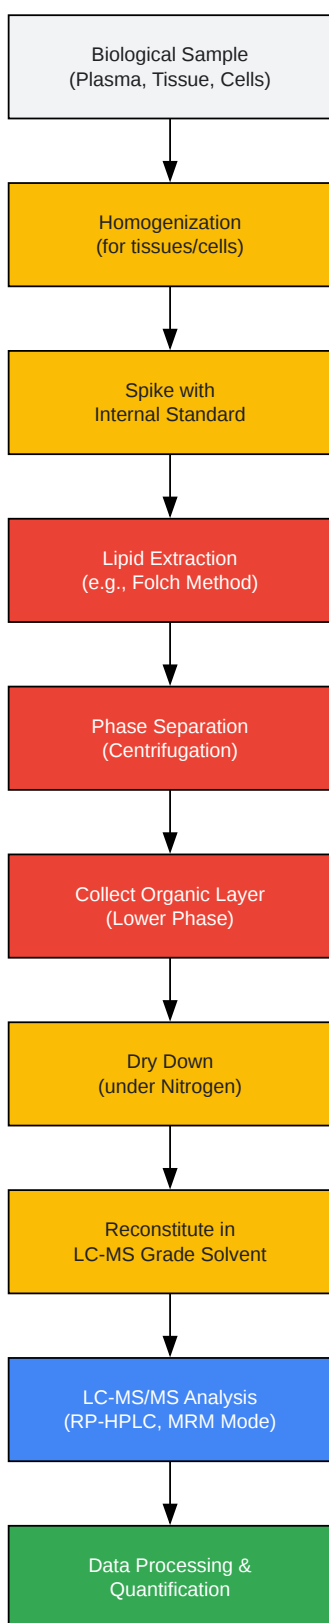 Biological Sample
(Plasma, Tissue, Cells)
Homogenization
(for tissues/cells)
Spike with
Internal Standard
Lipid Extraction
(e.g., Folch Method)
Phase Separation
(Centrifugation)
Collect Organic Layer
(Lower Phase)
Dry Down
(under Nitrogen)
Reconstitute in
LC-MS Grade Solvent
LC-MS/MS Analysis
(RP-HPLC, MRM Mode)
Data Processing &
Quantification